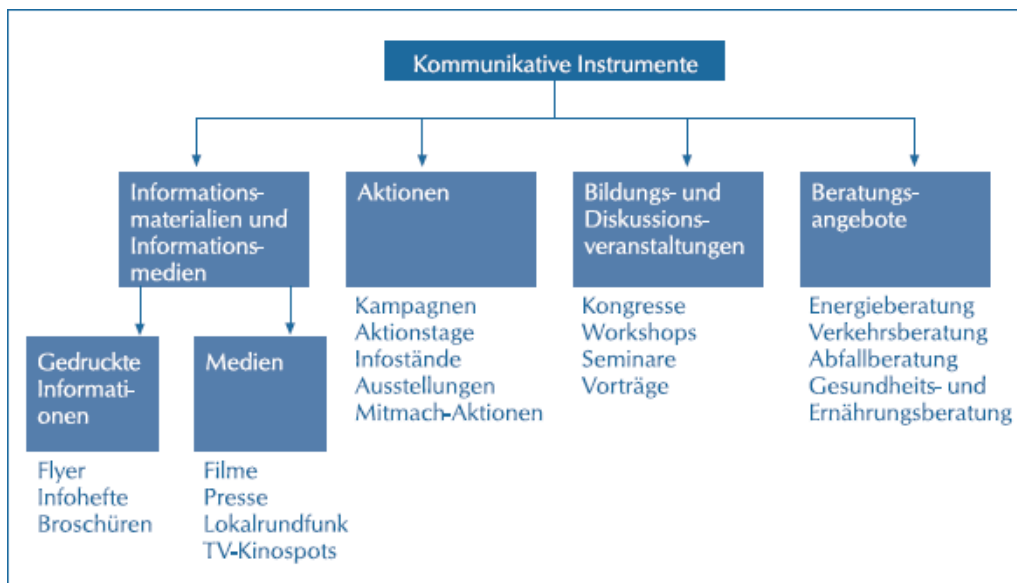 Kommunikative Instrumente
Informations-
materialien und
Informations-
medien
Gedruckte
Informati-
onen
Flyer
Infohefte
Broschüren
Medien
Filme
Presse
Lokalrundfunk
TV-Kinospots
Aktionen
Kampagnen
Aktionstage
Infostände
Ausstellungen
Mitmach-Aktionen
Bildungs- und
Diskussions-
veranstaltungen
Kongresse
Workshops
Seminare
Vorträge
Beratungs-
angebote
Energieberatung
Verkehrsberatung
Abfallberatung
Gesundheits- und
Ernährungsberatung